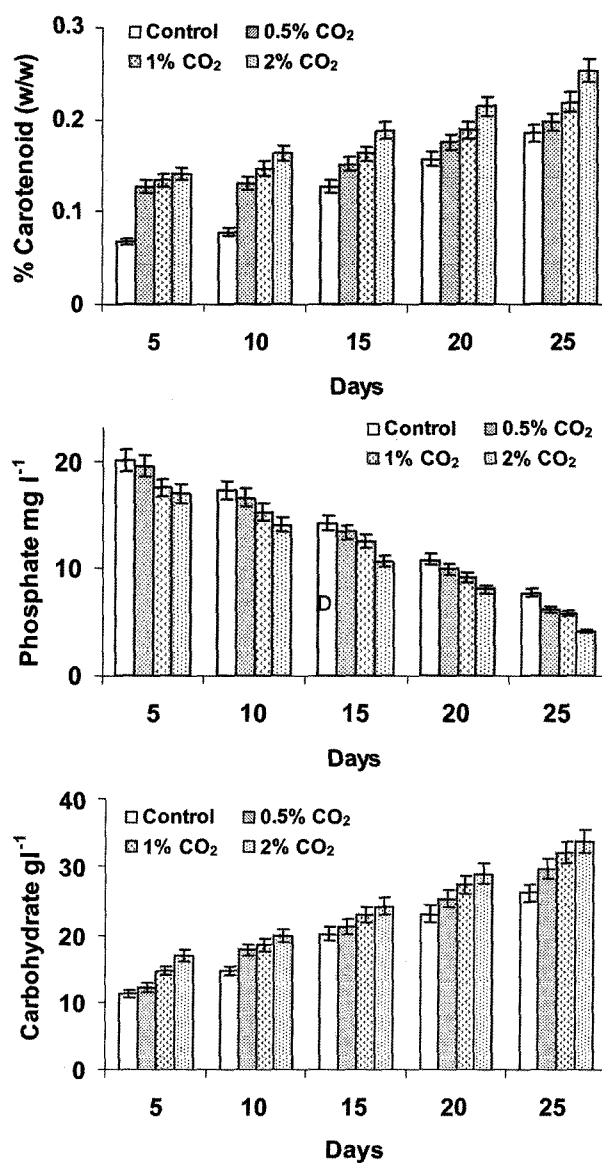 Control 0.5% CO₂
1% CO₂ 2% CO₂
% Carotenoid (w/w)
0.3
0.2
0.1
0
5 10 15 20 25
Days
Control 0.5% CO₂
1% CO₂ 2% CO₂
Phosphate mg l⁻¹
20
10
0
D
5 10 15 20 25
Days
Control 0.5% CO₂
1% CO₂ 2% CO₂
Carbohydrate gl⁻¹
40
30
20
10
0
5 10 15 20 25
Days